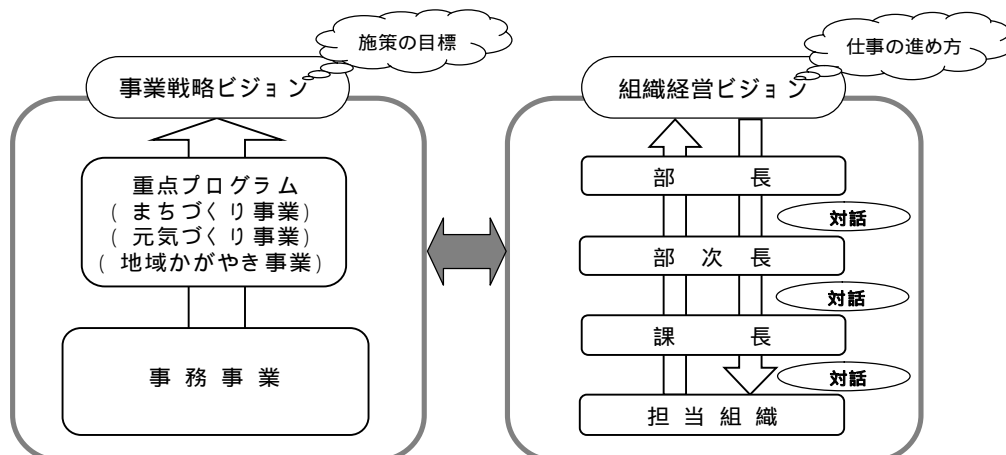 施策の目標
事業戦略ビジョン
重点プログラム
(まちづくり事業)
(元気づくり事業)
(地域かがやき事業)
事務事業
仕事の進め方
組織経営ビジョン
部長
対話
部次長
対話
課長
対話
担当組織